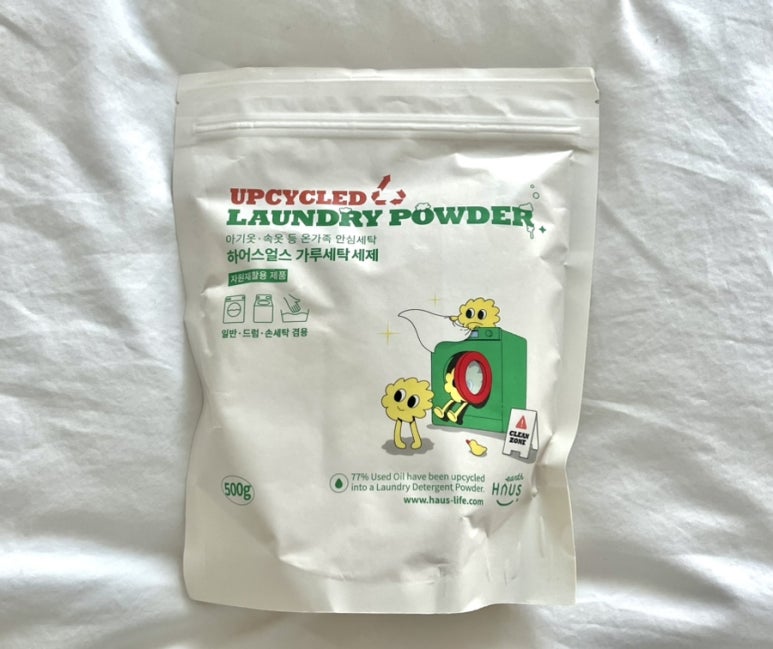 UPCYCLED
LAUNDRY POWDER
아기옷·속옷 등 온가족 안심세탁
하어스얼스 가루세탁세제
자원재활용 제품
일반·드럼·손세탁 겸용
CLEAN
ZONE
500g
77% Used Oil have been upcycled
into a Laundry Detergent Powder.
www.haus-life.com
earth
HAUS